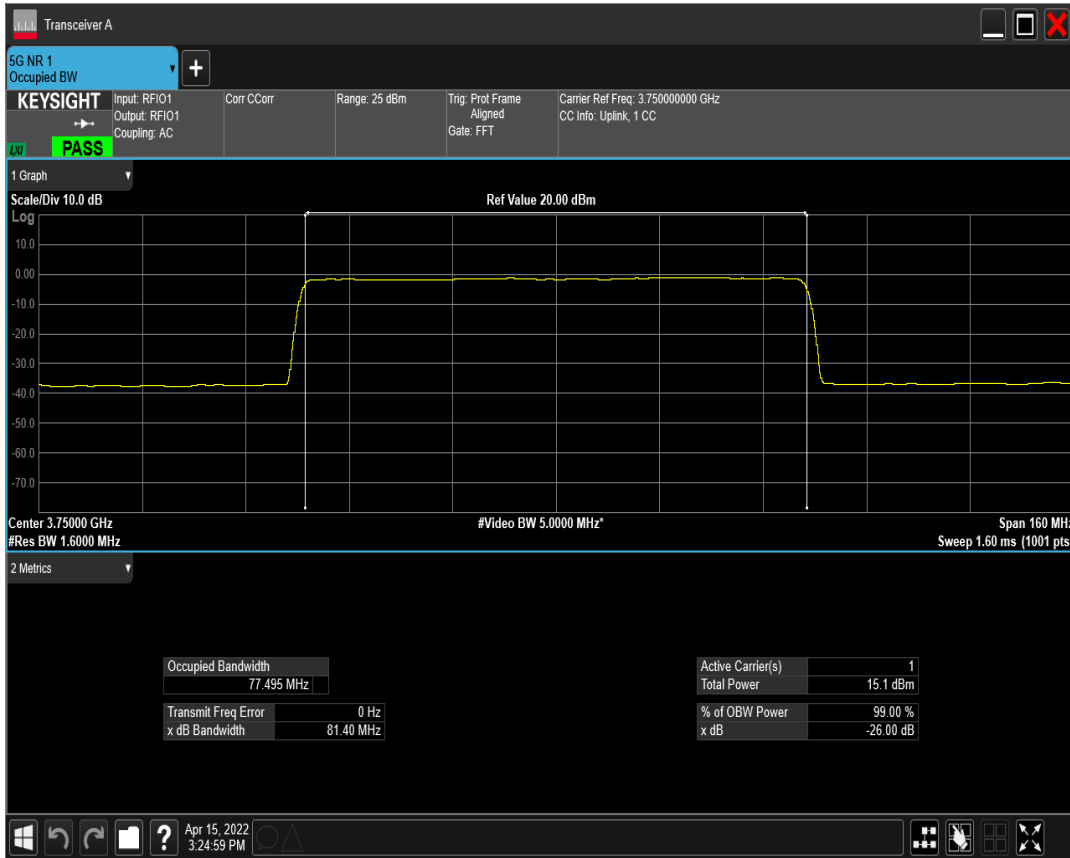 Transceiver A
5G NR 1
Occupied BW
+
KEYSIGHT
LXI
PASS
Input: RFIO1
Output: RFIO1
Coupling: AC
Corr CCorr
Range: 25 dBm
Trig: Prot Frame
Aligned
Gate: FFT
Carrier Ref Freq: 3.750000000 GHz
CC Info: Uplink, 1 CC
1 Graph
Scale/Div 10.0 dB
Ref Value 20.00 dBm
Log
10.0
0.00
-10.0
-20.0
-30.0
-40.0
-50.0
-60.0
-70.0
Center 3.75000 GHz
#Video BW 5.0000 MHz*
Span 160 MHz
#Res BW 1.6000 MHz
Sweep 1.60 ms (1001 pts
2 Metrics
Occupied Bandwidth
77.495 MHz
Transmit Freq Error 0 Hz
x dB Bandwidth 81.40 MHz
Active Carrier(s) 1
Total Power 15.1 dBm
% of OBW Power 99.00 %
x dB -26.00 dB
?
Apr 15, 2022
3:24:59 PM